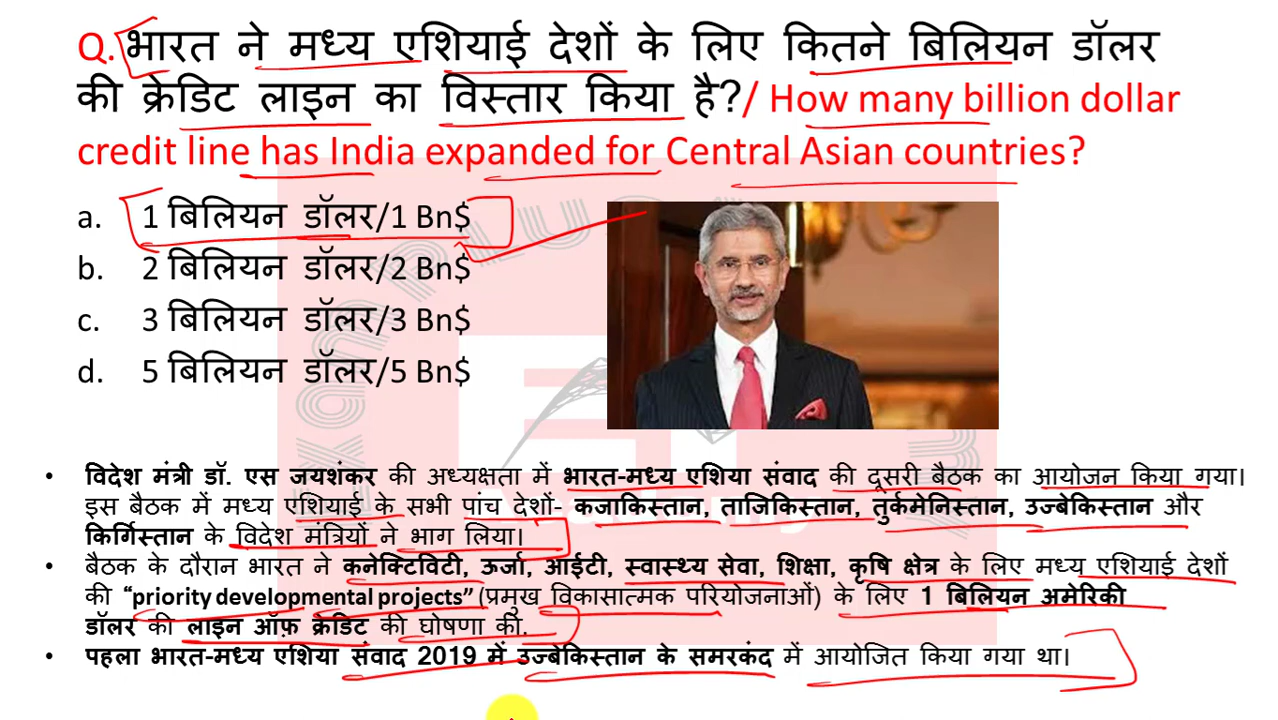 Q. भारत ने मध्य एशियाई देशों के लिए कितने बिलियन डॉलर
की क्रेडिट लाइन का विस्तार किया है?/ How many billion dollar
credit line has India expanded for Central Asian countries?
a. 1 बिलियन डॉलर/1 Bn$
b. 2 बिलियन डॉलर/2 Bn$
c. 3 बिलियन डॉलर/3 Bn$
d. 5 बिलियन डॉलर/5 Bn$
• विदेश मंत्री डॉ. एस जयशंकर की अध्यक्षता में भारत-मध्य एशिया संवाद की दूसरी बैठक का आयोजन किया गया।
इस बैठक में मध्य एशियाई के सभी पांच देशों- कजाकिस्तान, ताजिकिस्तान, तुर्कमेनिस्तान, उज्बेकिस्तान और
किर्गिस्तान के विदेश मंत्रियों ने भाग लिया।
• बैठक के दौरान भारत ने कनेक्टिविटी, ऊर्जा, आईटी, स्वास्थ्य सेवा, शिक्षा, कृषि क्षेत्र के लिए मध्य एशियाई देशों
की “priority developmental projects” (प्रमुख विकासात्मक परियोजनाओं) के लिए 1 बिलियन अमेरिकी
डॉलर की लाइन ऑफ़ क्रेडिट की घोषणा की.
• पहला भारत-मध्य एशिया संवाद 2019 में उज्बेकिस्तान के समरकंद में आयोजित किया गया था।